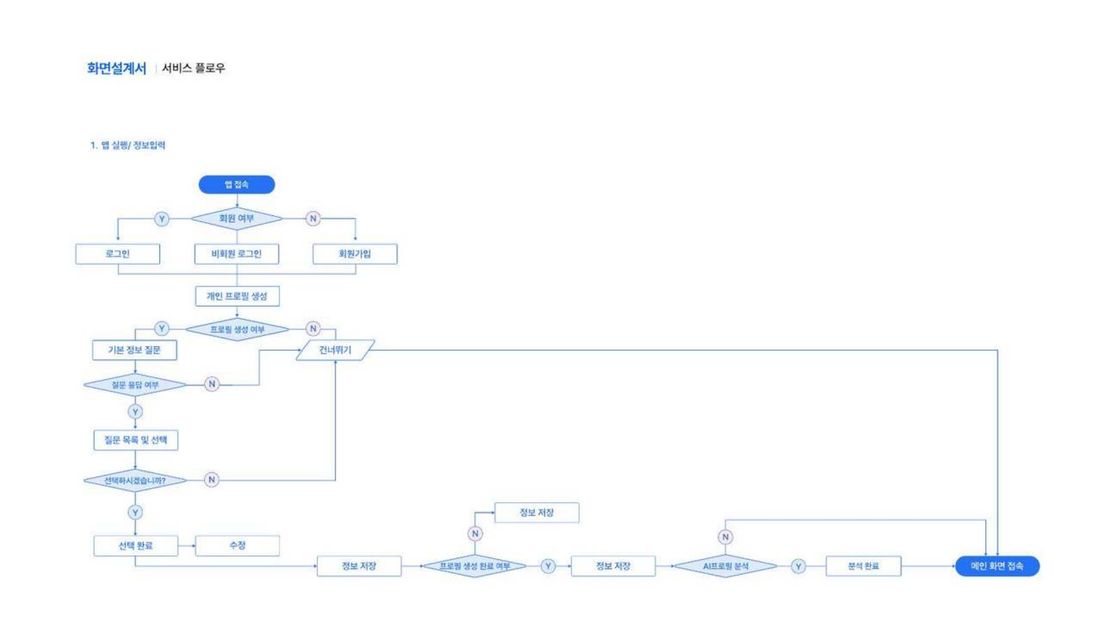 화면설계서 | 서비스 플로우
1. 앱 실행/ 정보입력
앱 접속
Y
회원 여부
N
로그인
비회원 로그인
회원가입
개인 프로필 생성
Y
프로필 생성 여부
N
기본 정보 질문
건너뛰기
질문 응답 여부
N
Y
질문 목록 및 선택
선택하시겠습니까?
N
Y
정보 저장
선택 완료
수정
N
N
정보 저장
프로필 생성 완료 여부
Y
정보 저장
AI프로필 분석
Y
분석 완료
메인 화면 접속